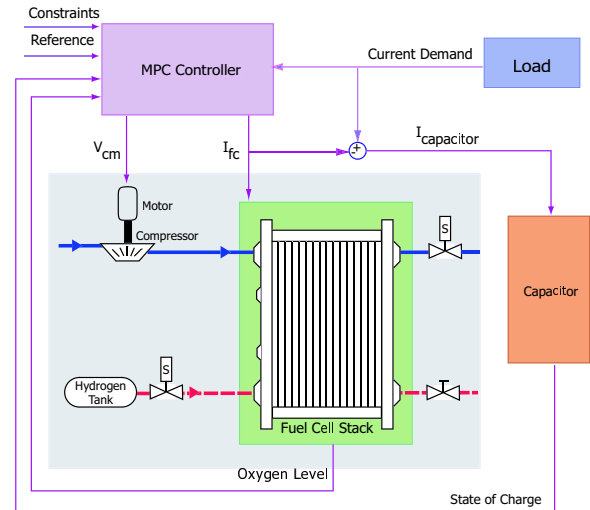 Constraints
Reference
MPC Controller
Current Demand
Load
Vcm
Ifc
-
+
Icapacitor
Motor
Compressor
S
Capacitor
S
Hydrogen
Tank
Fuel Cell Stack
Oxygen Level
State of Charge